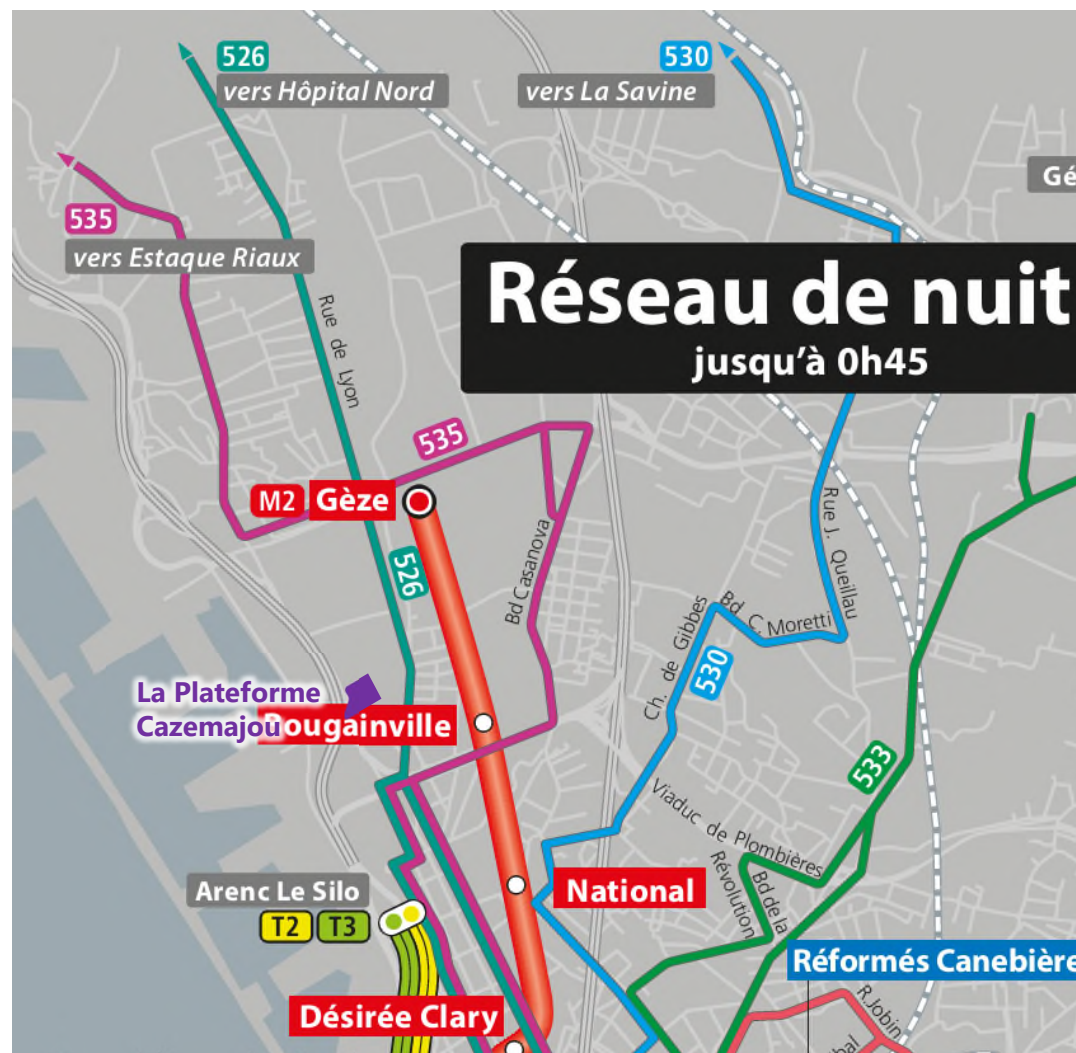 526
vers Hôpital Nord
530
vers La Savine
Gé
535
vers Estaque Riaux
Réseau de nuit
jusqu'à 0h45
Rue de Lyon
535
M2 Gèze
526
Bd Casanova
Rue J. Queillau
Bd C. Moretti
Ch. de Gibbes
530
La Plateforme
Cazemajou
Bougainville
533
Viaduc de Plombières
Bd de la
Révolution
Arenc Le Silo
T2 T3
National
Réformés Canebière
R. Jobin
Désirée Clary
bal